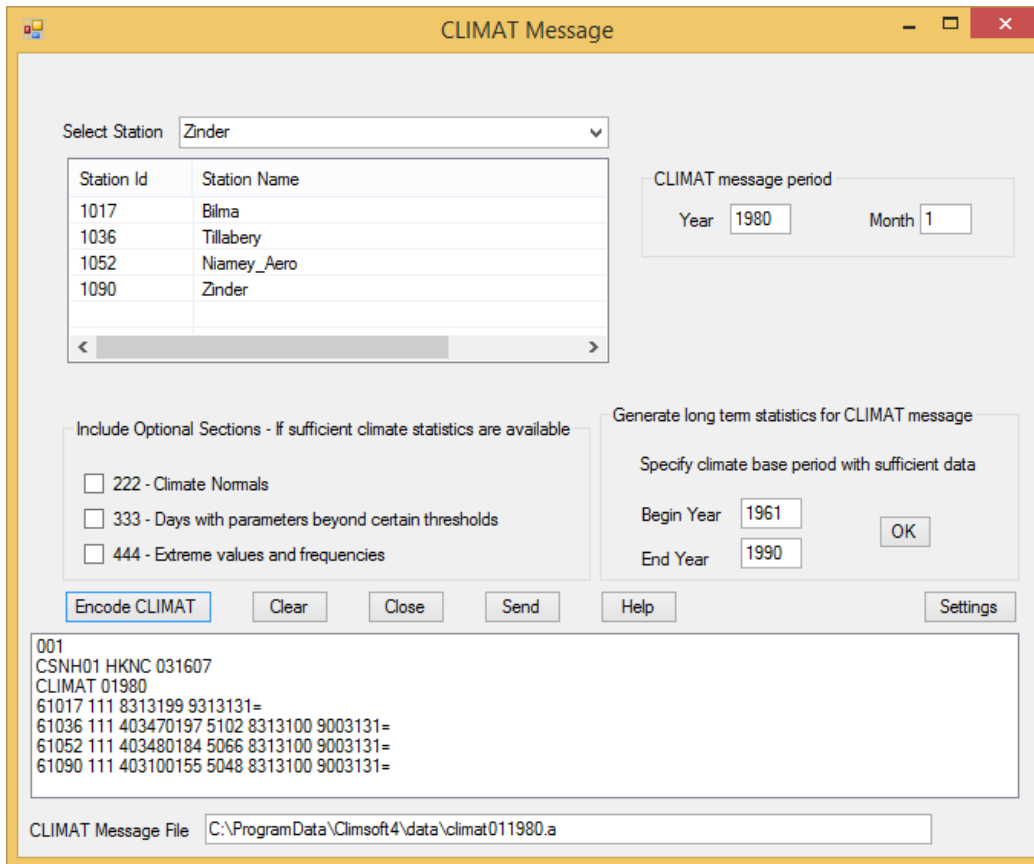 CLIMAT Message
Select Station Zinder
Station Id Station Name
1017 Bilma
1036 Tillabery
1052 Niamey_Aero
1090 Zinder
CLIMAT message period
Year 1980 Month 1
Include Optional Sections - If sufficient climate statistics are available
222 - Climate Normals
333 - Days with parameters beyond certain thresholds
444 - Extreme values and frequencies
Generate long term statistics for CLIMAT message
Specify climate base period with sufficient data
Begin Year 1961
OK
End Year 1990
Encode CLIMAT Clear Close Send Help Settings
001
CSNH01 HKNC 031607
CLIMAT 01980
61017 111 8313199 9313131=
61036 111 403470197 5102 8313100 9003131=
61052 111 403480184 5066 8313100 9003131=
61090 111 403100155 5048 8313100 9003131=
CLIMAT Message File C:\ProgramData\Climsoft4\data\climat011980.a